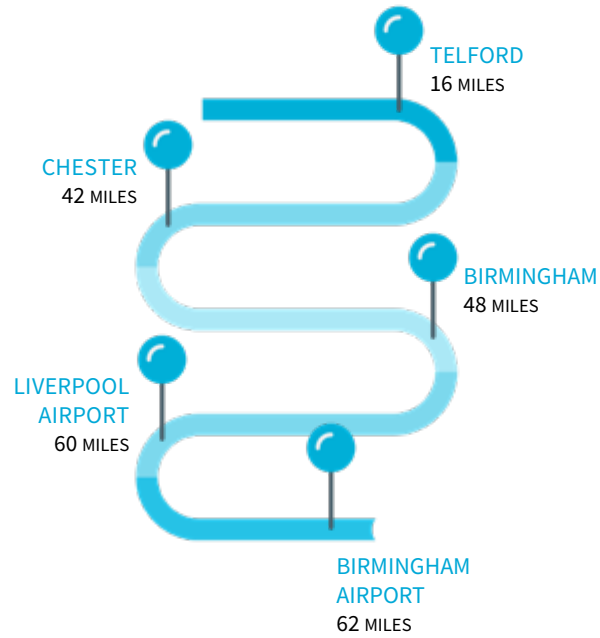 TELFORD
16 MILES
CHESTER
42 MILES
BIRMINGHAM
48 MILES
LIVERPOOL
AIRPORT
60 MILES
BIRMINGHAM
AIRPORT
62 MILES